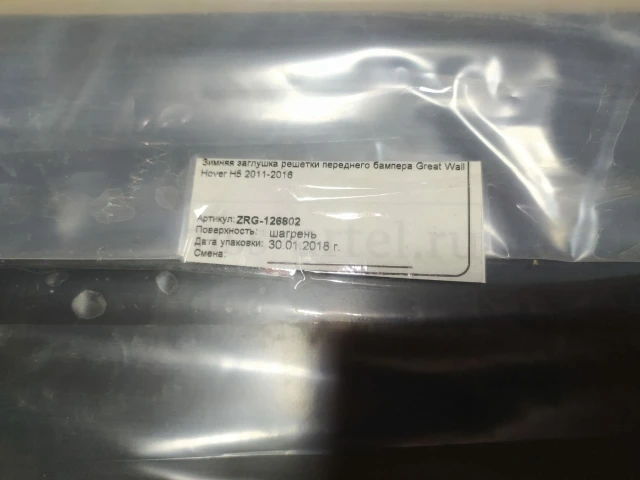 Зимняя заглушка решетки переднего бампера Great Wall
Hover H5 2011-2016
Артикул: ZRG-126802
Поверхность: шагрень
Дата упаковки: 30.01.2018 г.
Смена: